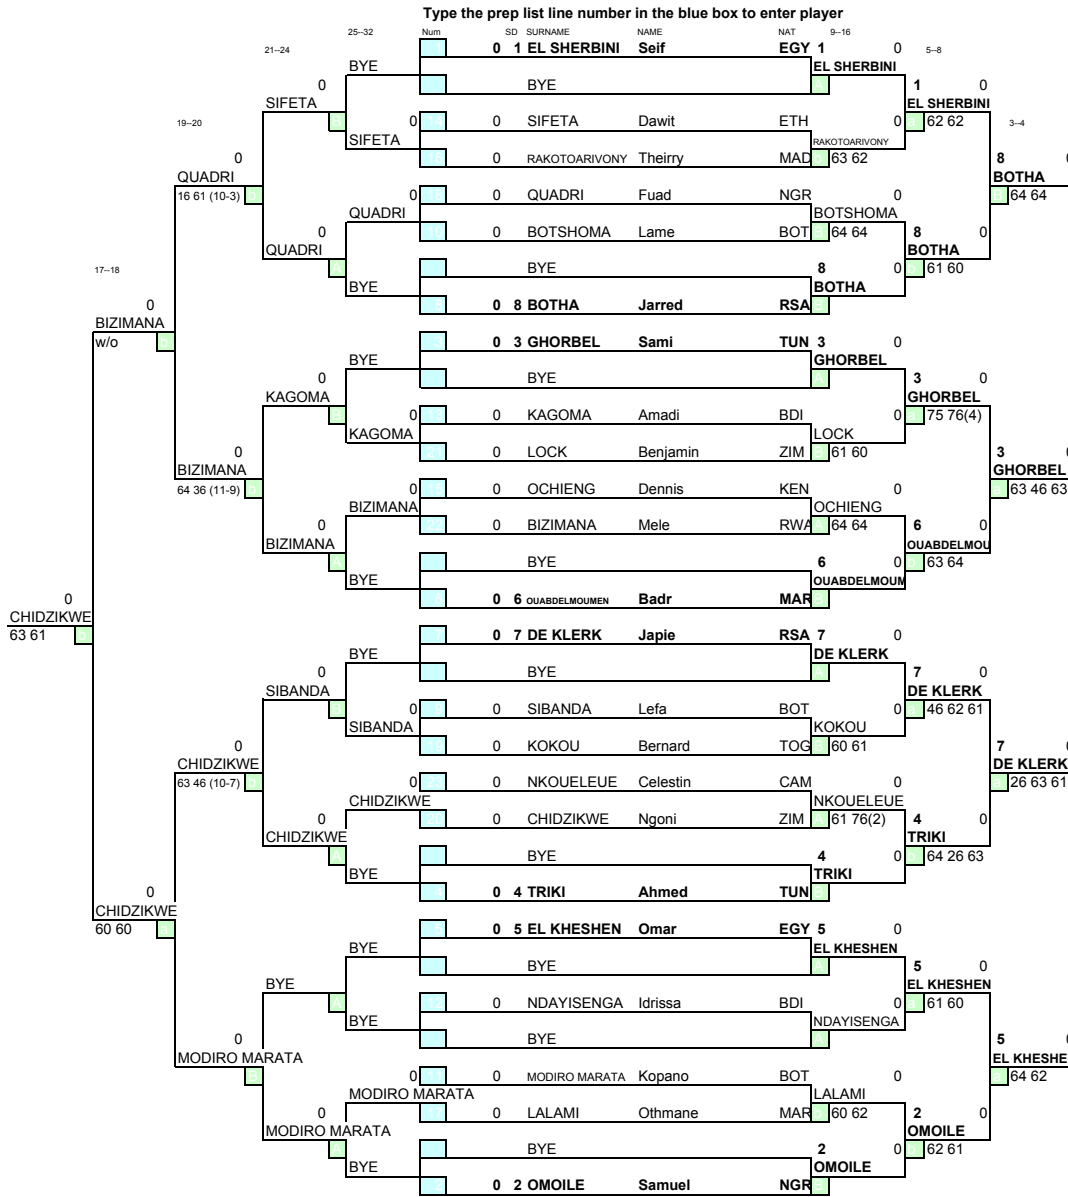 Type the prep list line number in the blue box to enter player
25--32 Num SD SURNAME NAME NAT 9--16
21--24 0 1 EL SHERBINI Seif EGY 1 0 5--8
BYE EL SHERBINI
0 BYE 1 0
SIFETA EL SHERBINI
19--20 0 0 SIFETA Dawit ETH 0 62 62 3--4
SIFETA RAKOTOARIVONY
0 0 RAKOTOARIVONY Theirry MAD 63 62 8
QUADRI BOTHA
16 61 (10-3) 0 0 QUADRI Fuad NGR 0 64 64
QUADRI BOTSHOMA
0 0 BOTSHOMA Lame BOT 64 64 8 0
QUADRI BOTHA
17--18 BYE 8 0 61 60
BYE BOTHA
0 0 8 BOTHA Jarred RSA
BIZIMANA
w/o 0 3 GHORBEL Sami TUN 3 0
BYE GHORBEL
0 BYE 3 0
KAGOMA GHORBEL
0 0 KAGOMA Amadi BDI 0 75 76(4)
KAGOMA LOCK
0 0 LOCK Benjamin ZIM 61 60 3
BIZIMANA GHORBEL
64 36 (11-9) 0 0 OCHIENG Dennis KEN 0 63 46 63
BIZIMANA OCHIENG
0 0 BIZIMANA Mele RWA 64 64 6 0
BIZIMANA OUABDELMOU
BYE 6 0 63 64
BYE OUABDELMOUM
0 0 6 OUABDELMOUMEN Badr MAR
CHIDZIKWE
63 61 0 7 DE KLERK Japie RSA 7 0
BYE DE KLERK
0 BYE 7 0
SIBANDA DE KLERK
0 0 SIBANDA Lefa BOT 0 46 62 61
SIBANDA KOKOU
0 0 KOKOU Bernard TOG 60 61 7
CHIDZIKWE DE KLERK
63 46 (10-7) 0 0 NKOUELEUE Celestin CAM 0 26 63 61
CHIDZIKWE NKOUELEUE
0 0 CHIDZIKWE Ngoni ZIM 61 76(2) 4 0
CHIDZIKWE TRIKI
BYE 4 0 64 26 63
BYE TRIKI
0 0 4 TRIKI Ahmed TUN
CHIDZIKWE
60 60 0 5 EL KHESHEN Omar EGY 5 0
BYE EL KHESHEN
BYE 5 0
BYE EL KHESHEN
0 NDAYISENGA Idrissa BDI 0 61 60
BYE NDAYISENGA
0 BYE 5
MODIRO MARATA EL KHESHE
0 0 MODIRO MARATA Kopano BOT 0 64 62
MODIRO MARATA LALAMI
0 0 LALAMI Othmane MAR 60 62 2 0
MODIRO MARATA OMOILE
BYE 2 0 62 61
BYE OMOILE
0 2 OMOILE Samuel NGR